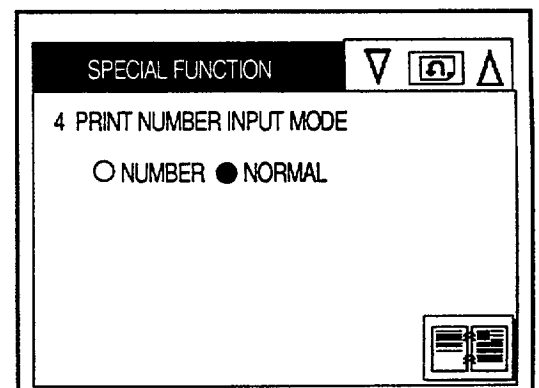 SPECIAL FUNCTION
4 PRINT NUMBER INPUT MODE
NUMBER NORMAL